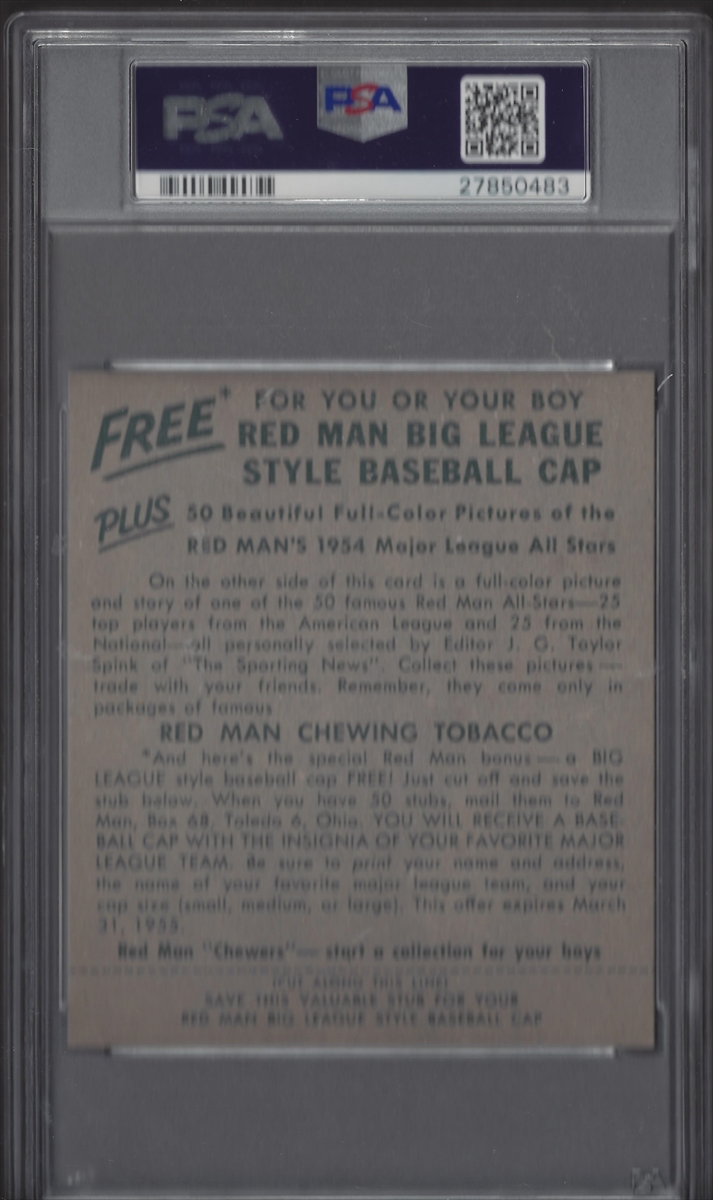 PSA
PSA
27850483
FREE* FOR YOU OR YOUR BOY
RED MAN BIG LEAGUE
STYLE BASEBALL CAP
PLUS 50 Beautiful Full-Color Pictures of the
RED MAN'S 1954 Major League All Stars
On the other side of this card is a full-color picture
and story of one of the 50 famous Red Man All-Stars—25
top players from the American League and 25 from the
National—all personally selected by Editor J. G. Taylor
Spink of "The Sporting News". Collect these pictures—
trade with your friends. Remember, they come only in
packages of famous
RED MAN CHEWING TOBACCO
*And here's the special Red Man bonus—a BIG
LEAGUE style baseball cap FREE! Just cut off and save the
stub below. When you have 50 stubs, mail them to Red
Man, Box 68, Toledo 6, Ohio. YOU WILL RECEIVE A BASE-
BALL CAP WITH THE INSIGNIA OF YOUR FAVORITE MAJOR
LEAGUE TEAM. Be sure to print your name and address,
the name of your favorite major league team, and your
cap size (small, medium, or large). This offer expires March
31, 1955.
Red Man "Chewers"—start a collection for your boys
(CUT ALONG THIS LINE)
SAVE THIS VALUABLE STUB FOR YOUR
RED MAN BIG LEAGUE STYLE BASEBALL CAP